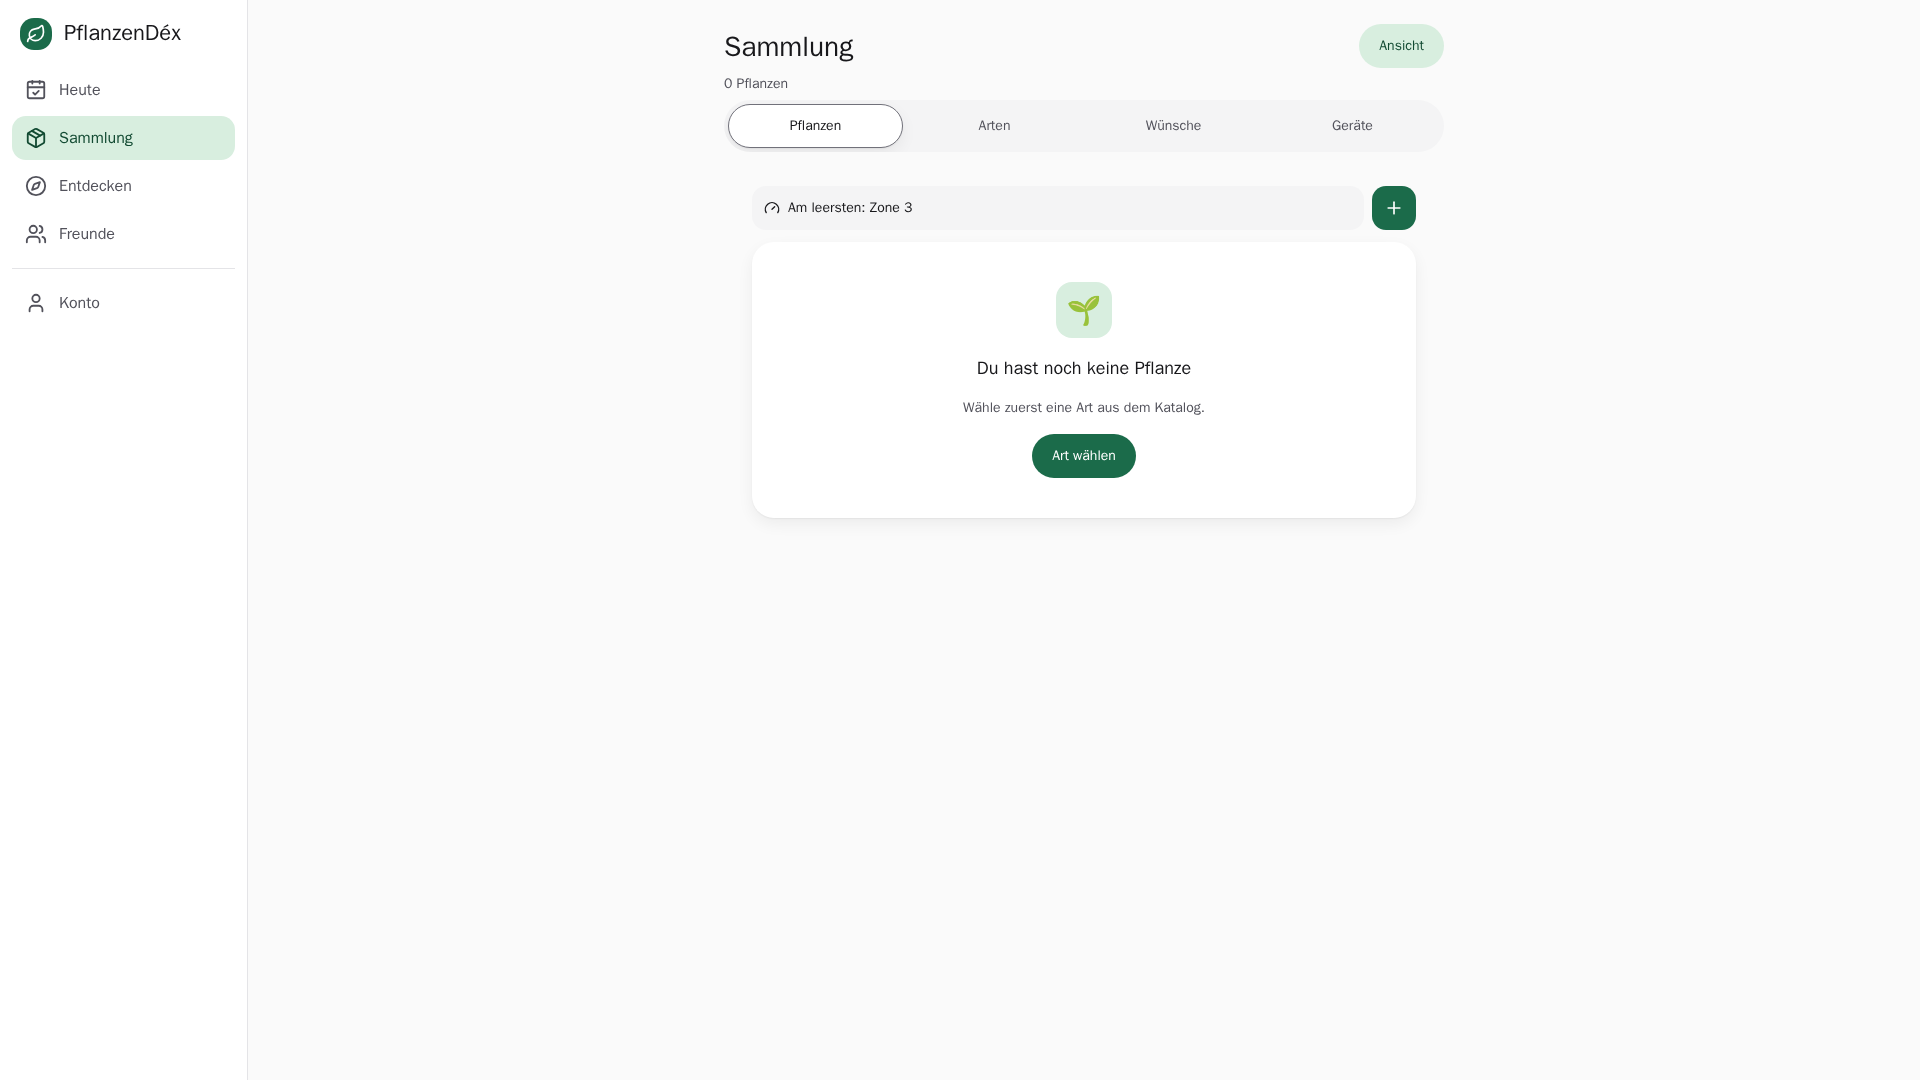 PflanzenDéx
Heute
Sammlung
Entdecken
Freunde
Konto
Sammlung
Ansicht
0 Pflanzen
Pflanzen
Arten
Wünsche
Geräte
Am leersten: Zone 3
Du hast noch keine Pflanze
Wähle zuerst eine Art aus dem Katalog.
Art wählen